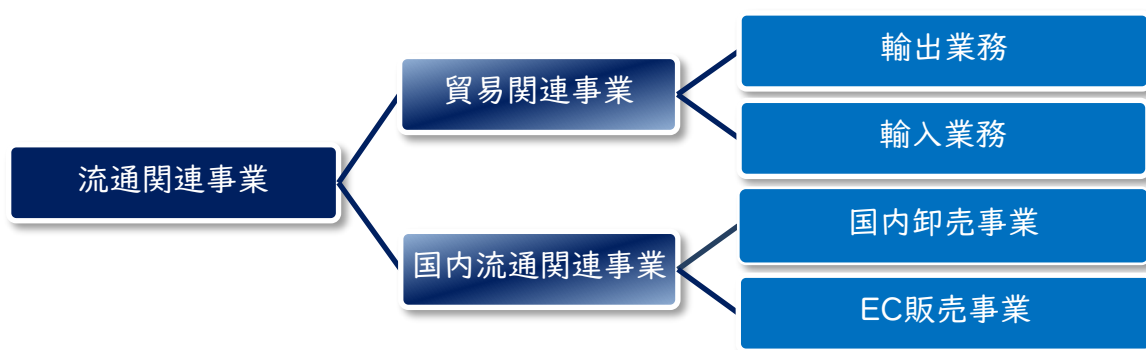 流通関連事業
貿易関連事業
輸出業務
輸入業務
国内流通関連事業
国内卸売事業
EC販売事業